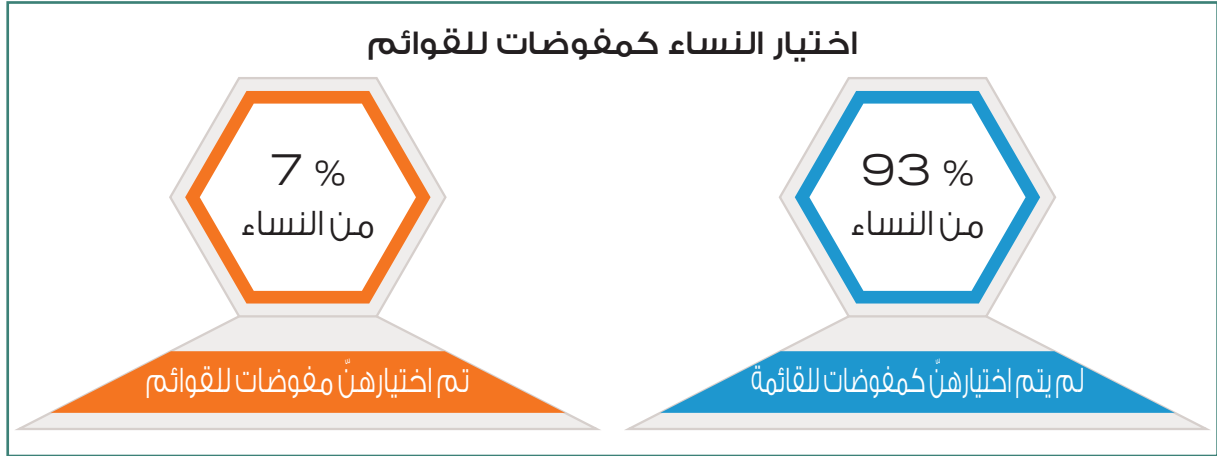 اختيار النساء كمفوضات للقوائم
93 %
من النساء
لم يتم اختيارهنّ كمفوضات للقائمة
7 %
من النساء
تم اختيارهنّ مفوضات للقوائم